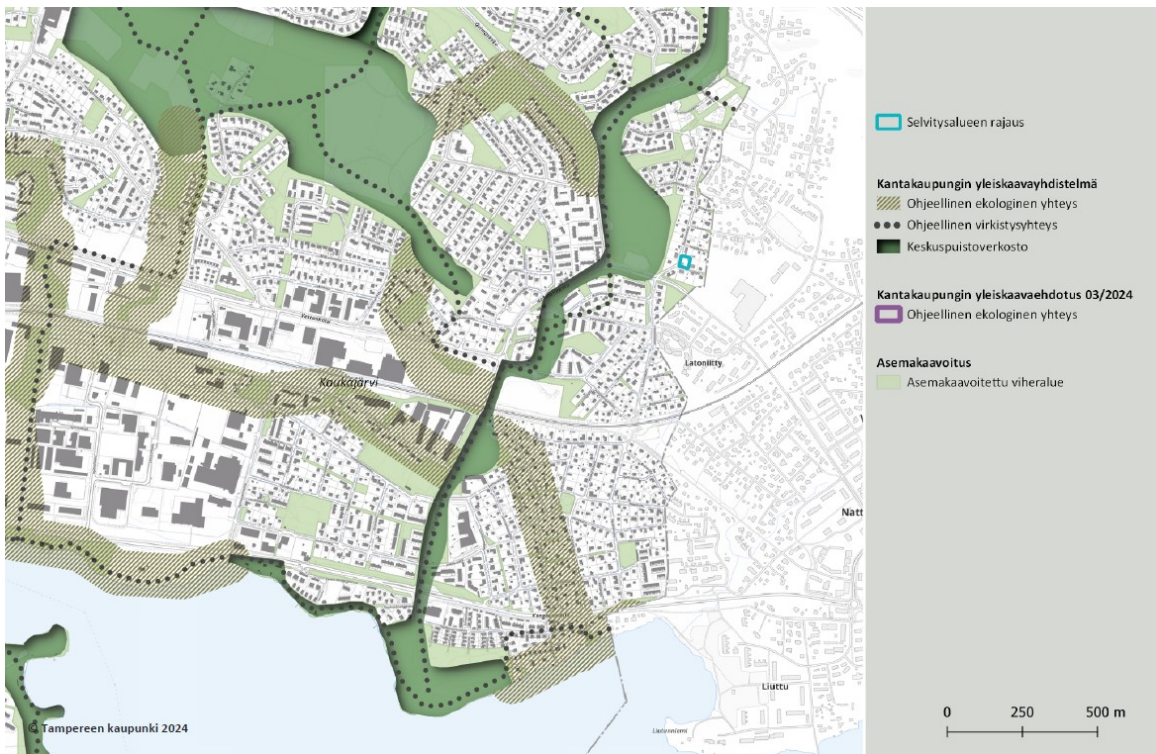 Kaukajärvi
Latoniitty
Natt
Liuttu
© Tampereen kaupunki 2024
Selvitysalueen rajaus
Kantakaupungin yleiskaavayhdistelmä
Ohjeellinen ekologinen yhteys
Ohjeellinen virkistysyhteys
Keskuspuistoverkosto
Kantakaupungin yleiskaavaehdotus 03/2024
Ohjeellinen ekologinen yhteys
Asemakaavoitus
Asemakaavoitettu viheralue
0 250 500 m